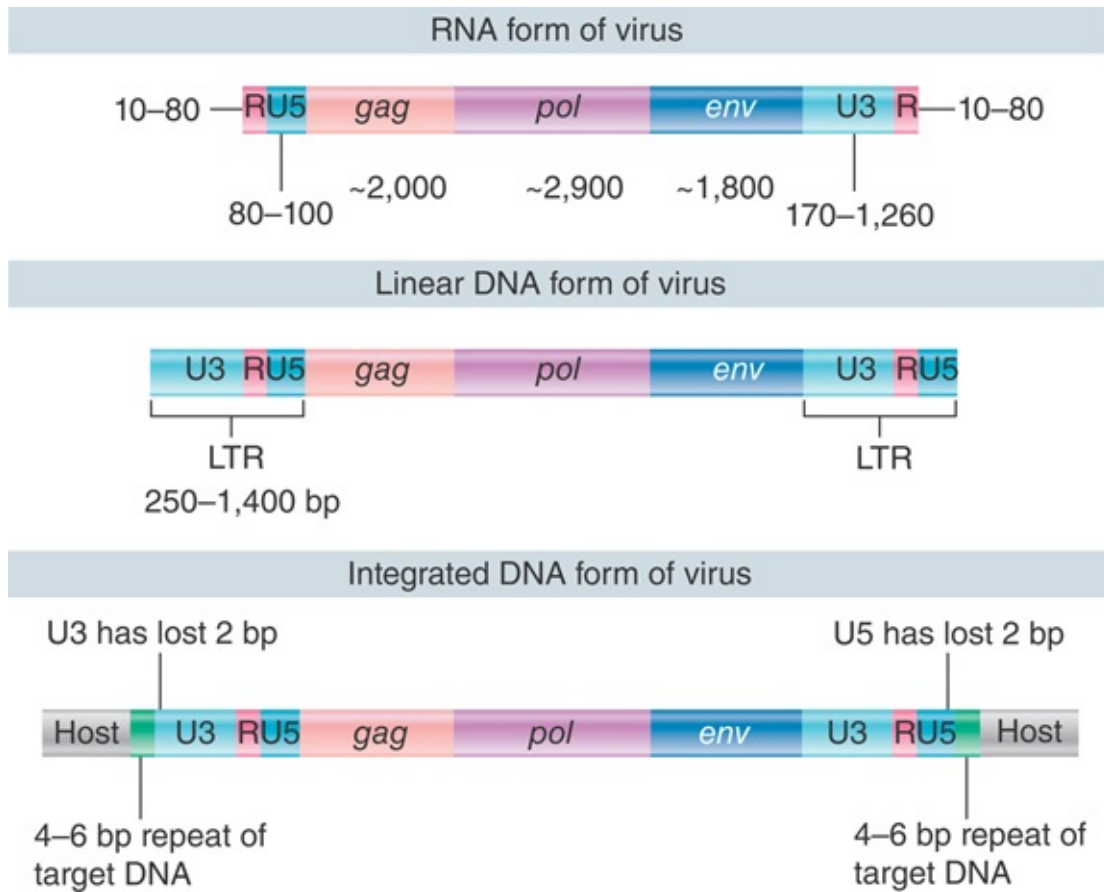 RNA form of virus
10–80 R U5 gag pol env U3 R 10–80
~2,000 ~2,900 ~1,800
80–100 170–1,260
Linear DNA form of virus
U3 R U5 gag pol env U3 R U5
LTR LTR
250–1,400 bp
Integrated DNA form of virus
U3 has lost 2 bp U5 has lost 2 bp
Host U3 R U5 gag pol env U3 R U5 Host
4–6 bp repeat of
target DNA
4–6 bp repeat of
target DNA